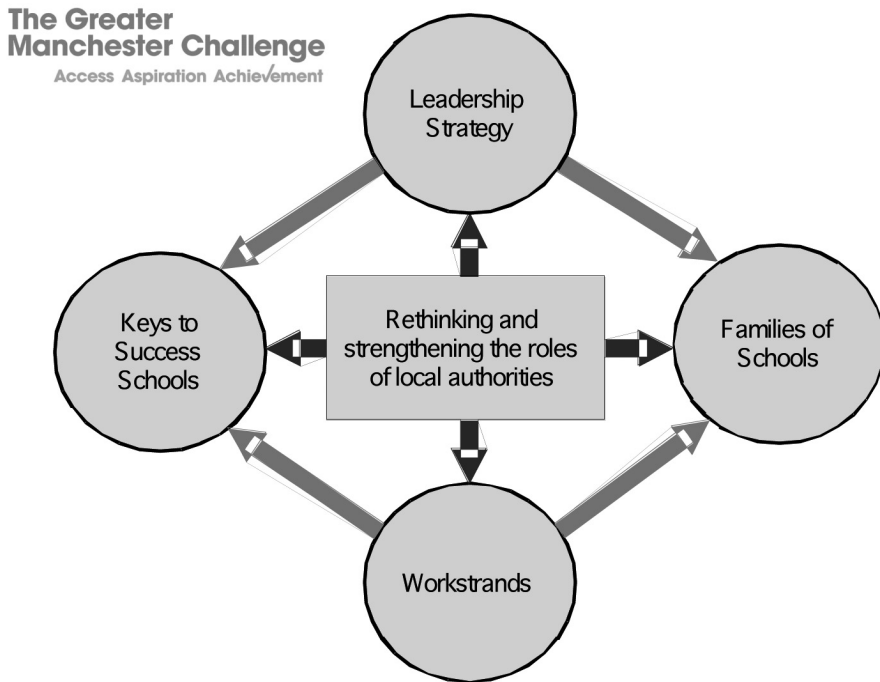 The Greater
Manchester Challenge
Access Aspiration Achievement
Leadership
Strategy
Keys to
Success
Schools
Rethinking and
strengthening the roles
of local authorities
Families of
Schools
Workstrands